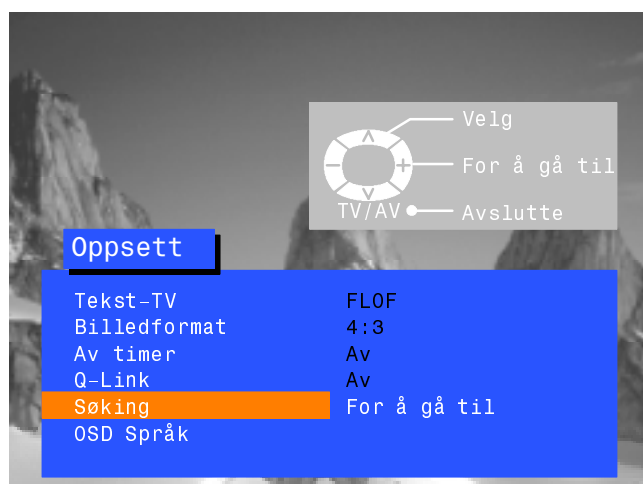 Velg
For å gå til
TV/AV Avslutte
Oppsett
Tekst-TV FLOF
Billedformat 4:3
Av timer Av
Q-Link Av
Søking For å gå til
OSD Språk